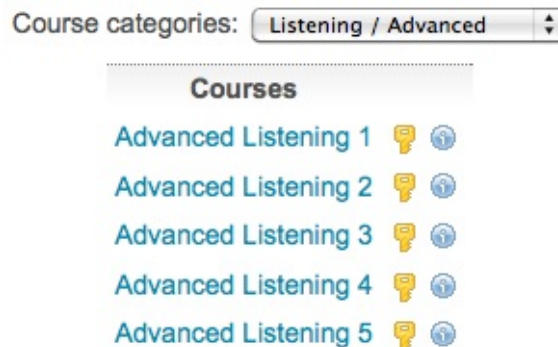 Course categories: Listening / Advanced
Courses
Advanced Listening 1
Advanced Listening 2
Advanced Listening 3
Advanced Listening 4
Advanced Listening 5